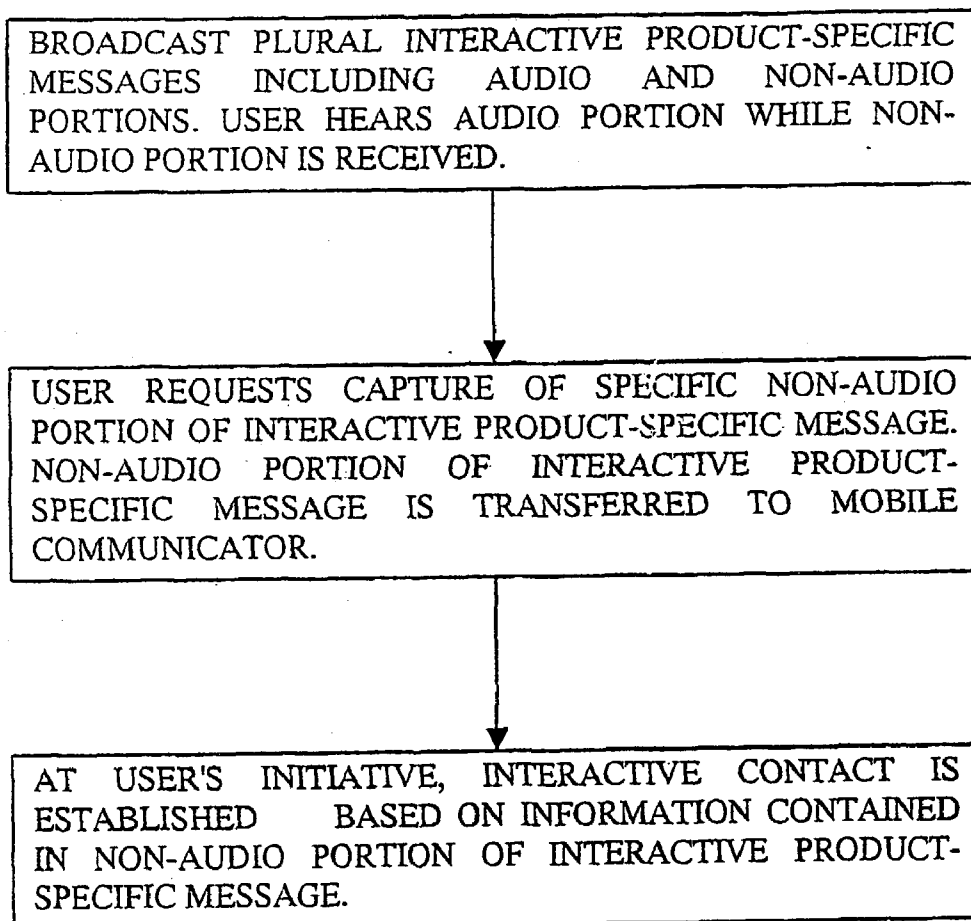 BROADCAST PLURAL INTERACTIVE PRODUCT-SPECIFIC
MESSAGES INCLUDING AUDIO AND NON-AUDIO
PORTIONS. USER HEARS AUDIO PORTION WHILE NON-
AUDIO PORTION IS RECEIVED.
USER REQUESTS CAPTURE OF SPECIFIC NON-AUDIO
PORTION OF INTERACTIVE PRODUCT-SPECIFIC MESSAGE.
NON-AUDIO PORTION OF INTERACTIVE PRODUCT-
SPECIFIC MESSAGE IS TRANSFERRED TO MOBILE
COMMUNICATOR.
AT USER'S INITIATIVE, INTERACTIVE CONTACT IS
ESTABLISHED BASED ON INFORMATION CONTAINED
IN NON-AUDIO PORTION OF INTERACTIVE PRODUCT-
SPECIFIC MESSAGE.